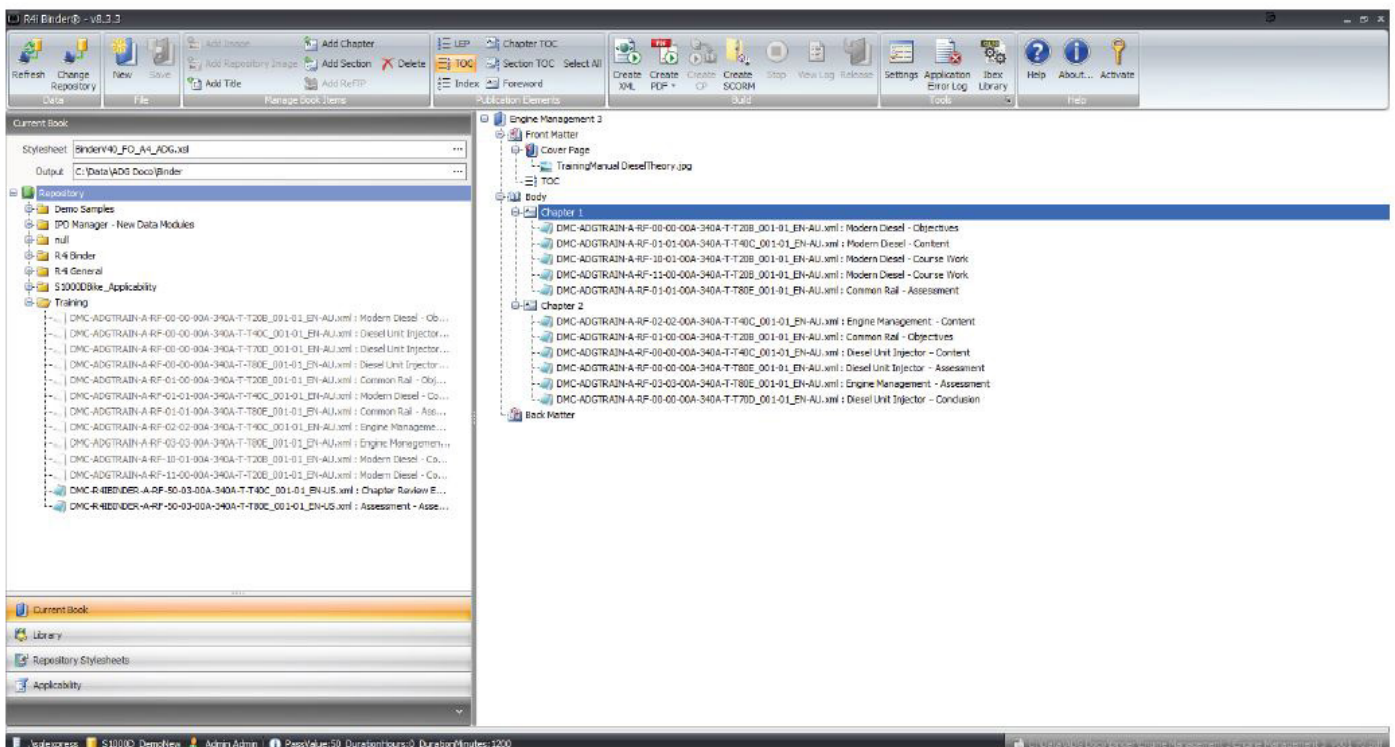 R4i Binder® - v8.3.3
Refresh
Change Repository
New
Save
Add Image
Add Repository Image
Add Title
Add Chapter
Add Section
Add RefTP
Delete
LEP
TOC
Index
Chapter TOC
Section TOC
Foreword
Select All
Create XML
Create PDF
Create CP
Create SCORM
Stop
View Log
Release
Settings
Application Error Log
Ibex Library
Help
About...
Activate
Data
File
Manage Book Items
Publication Elements
Build
Tools
Help
Current Book
Stylesheet BinderV40_FO_A4_ADG.xsl ...
Output C:\Data\ADG Doco\Binder ...
Repository
Demo Samples
IPD Manager - New Data Modules
null
R4i Binder
R4i General
S1000DBike_Applicability
Training
DMC-ADGTRAIN-A-RF-00-00-00A-340A-T-T20B_001-01_EN-AU.xml : Modern Diesel - Ob...
DMC-ADGTRAIN-A-RF-00-00-00A-340A-T-T40C_001-01_EN-AU.xml : Diesel Unit Injector...
DMC-ADGTRAIN-A-RF-00-00-00A-340A-T-T70D_001-01_EN-AU.xml : Diesel Unit Injector...
DMC-ADGTRAIN-A-RF-00-00-00A-340A-T-T80E_001-01_EN-AU.xml : Diesel Unit Injector...
DMC-ADGTRAIN-A-RF-01-00-00A-340A-T-T20B_001-01_EN-AU.xml : Common Rail - Obj...
DMC-ADGTRAIN-A-RF-01-01-00A-340A-T-T40C_001-01_EN-AU.xml : Modern Diesel - Co...
DMC-ADGTRAIN-A-RF-01-01-00A-340A-T-T80E_001-01_EN-AU.xml : Common Rail - Ass...
DMC-ADGTRAIN-A-RF-02-02-00A-340A-T-T40C_001-01_EN-AU.xml : Engine Manageme...
DMC-ADGTRAIN-A-RF-03-03-00A-340A-T-T80E_001-01_EN-AU.xml : Engine Managemen...
DMC-ADGTRAIN-A-RF-10-01-00A-340A-T-T20B_001-01_EN-AU.xml : Modern Diesel - Co...
DMC-ADGTRAIN-A-RF-11-00-00A-340A-T-T20B_001-01_EN-AU.xml : Modern Diesel - Co...
DMC-R4IBINDER-A-RF-50-03-00A-340A-T-T40C_001-01_EN-US.xml : Chapter Review E...
DMC-R4IBINDER-A-RF-50-03-00A-340A-T-T80E_001-01_EN-US.xml : Assessment - Asse...
Current Book
Library
Repository Stylesheets
Applicability
Engine Management 3
Front Matter
Cover Page
TrainingManual DieselTheory.jpg
TOC
Body
Chapter 1
DMC-ADGTRAIN-A-RF-00-00-00A-340A-T-T20B_001-01_EN-AU.xml : Modern Diesel - Objectives
DMC-ADGTRAIN-A-RF-01-01-00A-340A-T-T40C_001-01_EN-AU.xml : Modern Diesel - Content
DMC-ADGTRAIN-A-RF-10-01-00A-340A-T-T20B_001-01_EN-AU.xml : Modern Diesel - Course Work
DMC-ADGTRAIN-A-RF-11-00-00A-340A-T-T20B_001-01_EN-AU.xml : Modern Diesel - Course Work
DMC-ADGTRAIN-A-RF-01-01-00A-340A-T-T80E_001-01_EN-AU.xml : Common Rail - Assessment
Chapter 2
DMC-ADGTRAIN-A-RF-02-02-00A-340A-T-T40C_001-01_EN-AU.xml : Engine Management - Content
DMC-ADGTRAIN-A-RF-01-00-00A-340A-T-T20B_001-01_EN-AU.xml : Common Rail - Objectives
DMC-ADGTRAIN-A-RF-00-00-00A-340A-T-T40C_001-01_EN-AU.xml : Diesel Unit Injector – Content
DMC-ADGTRAIN-A-RF-00-00-00A-340A-T-T80E_001-01_EN-AU.xml : Diesel Unit Injector - Assessment
DMC-ADGTRAIN-A-RF-03-03-00A-340A-T-T80E_001-01_EN-AU.xml : Engine Management - Assessment
DMC-ADGTRAIN-A-RF-00-00-00A-340A-T-T70D_001-01_EN-AU.xml : Diesel Unit Injector – Conclusion
Back Matter
.\sqlexpress S1000D_DemoNew Admin Admin PassValue:50 DurationHours:0 DurationMinutes:1200